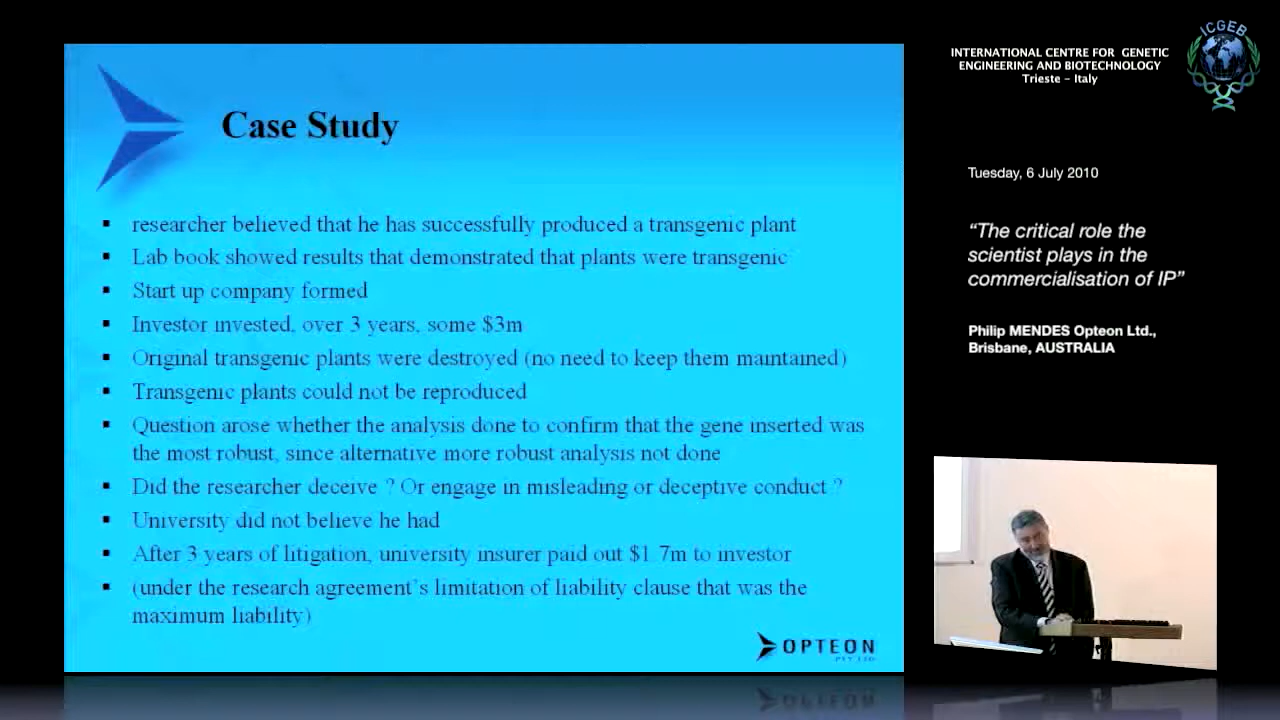 Case Study
researcher believed that he has successfully produced a transgenic plant
Lab book showed results that demonstrated that plants were transgenic
Start up company formed
Investor invested, over 3 years, some $3m
Original transgenic plants were destroyed (no need to keep them maintained)
Transgenic plants could not be reproduced
Question arose whether the analysis done to confirm that the gene inserted was
the most robust, since alternative more robust analysis not done
Did the researcher deceive ? Or engage in misleading or deceptive conduct ?
University did not believe he had
After 3 years of litigation, university insurer paid out $1.7m to investor
(under the research agreement's limitation of liability clause that was the
maximum liability)
OPTEON
PTY LTD
INTERNATIONAL CENTRE FOR GENETIC
ENGINEERING AND BIOTECHNOLOGY
Trieste - Italy
ICGEB
Tuesday, 6 July 2010
“The critical role the
scientist plays in the
commercialisation of IP”
Philip MENDES Opteon Ltd.,
Brisbane, AUSTRALIA